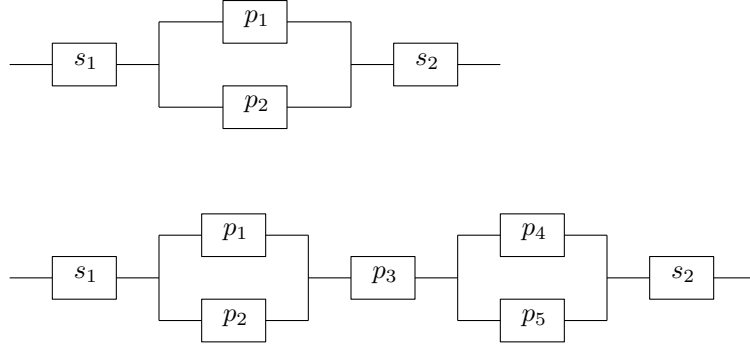 p₁
s₁ s₂
p₂
p₁ p₄
s₁ p₃ s₂
p₂ p₅